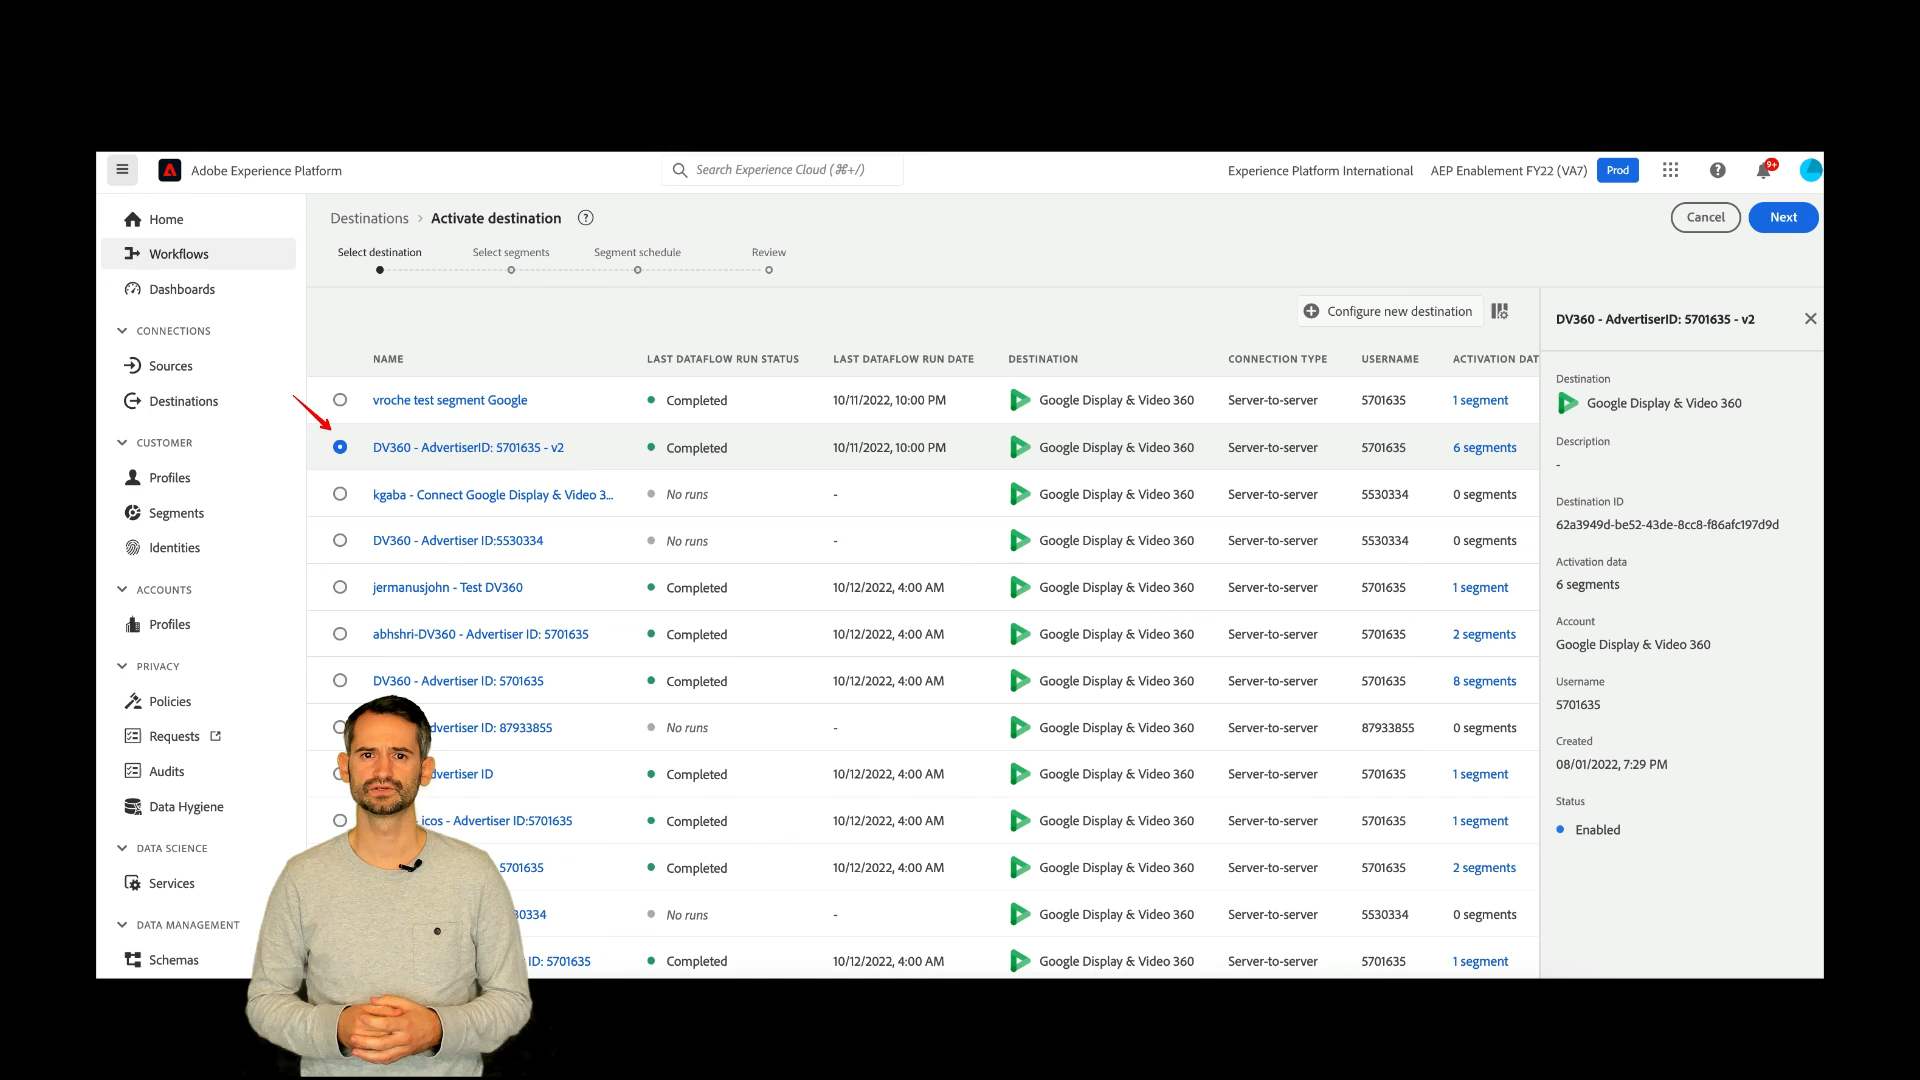 Adobe Experience Platform
Search Experience Cloud (⌘+/)
Experience Platform International
AEP Enablement FY22 (VA7)
Prod
9+
Home
Workflows
Dashboards
CONNECTIONS
Sources
Destinations
CUSTOMER
Profiles
Segments
Identities
ACCOUNTS
Profiles
PRIVACY
Policies
Requests
Audits
Data Hygiene
DATA SCIENCE
Services
DATA MANAGEMENT
Schemas
Destinations › Activate destination
Cancel
Next
Select destination
Select segments
Segment schedule
Review
Configure new destination
NAME LAST DATAFLOW RUN STATUS LAST DATAFLOW RUN DATE DESTINATION CONNECTION TYPE USERNAME ACTIVATION DAT
vroche test segment Google Completed 10/11/2022, 10:00 PM Google Display & Video 360 Server-to-server 5701635 1 segment
DV360 - AdvertiserID: 5701635 - v2 Completed 10/11/2022, 10:00 PM Google Display & Video 360 Server-to-server 5701635 6 segments
kgaba - Connect Google Display & Video 3... No runs - Google Display & Video 360 Server-to-server 5530334 0 segments
DV360 - Advertiser ID:5530334 No runs - Google Display & Video 360 Server-to-server 5530334 0 segments
jermanusjohn - Test DV360 Completed 10/12/2022, 4:00 AM Google Display & Video 360 Server-to-server 5701635 1 segment
abhshri-DV360 - Advertiser ID: 5701635 Completed 10/12/2022, 4:00 AM Google Display & Video 360 Server-to-server 5701635 2 segments
DV360 - Advertiser ID: 5701635 Completed 10/12/2022, 4:00 AM Google Display & Video 360 Server-to-server 5701635 8 segments
dvertiser ID: 87933855 No runs - Google Display & Video 360 Server-to-server 87933855 0 segments
dvertiser ID Completed 10/12/2022, 4:00 AM Google Display & Video 360 Server-to-server 5701635 1 segment
icos - Advertiser ID:5701635 Completed 10/12/2022, 4:00 AM Google Display & Video 360 Server-to-server 5701635 1 segment
5701635 Completed 10/12/2022, 4:00 AM Google Display & Video 360 Server-to-server 5701635 2 segments
30334 No runs - Google Display & Video 360 Server-to-server 5530334 0 segments
ID: 5701635 Completed 10/12/2022, 4:00 AM Google Display & Video 360 Server-to-server 5701635 1 segment
DV360 - AdvertiserID: 5701635 - v2
Destination
Google Display & Video 360
Description
-
Destination ID
62a3949d-be52-43de-8cc8-f86afc197d9d
Activation data
6 segments
Account
Google Display & Video 360
Username
5701635
Created
08/01/2022, 7:29 PM
Status
Enabled